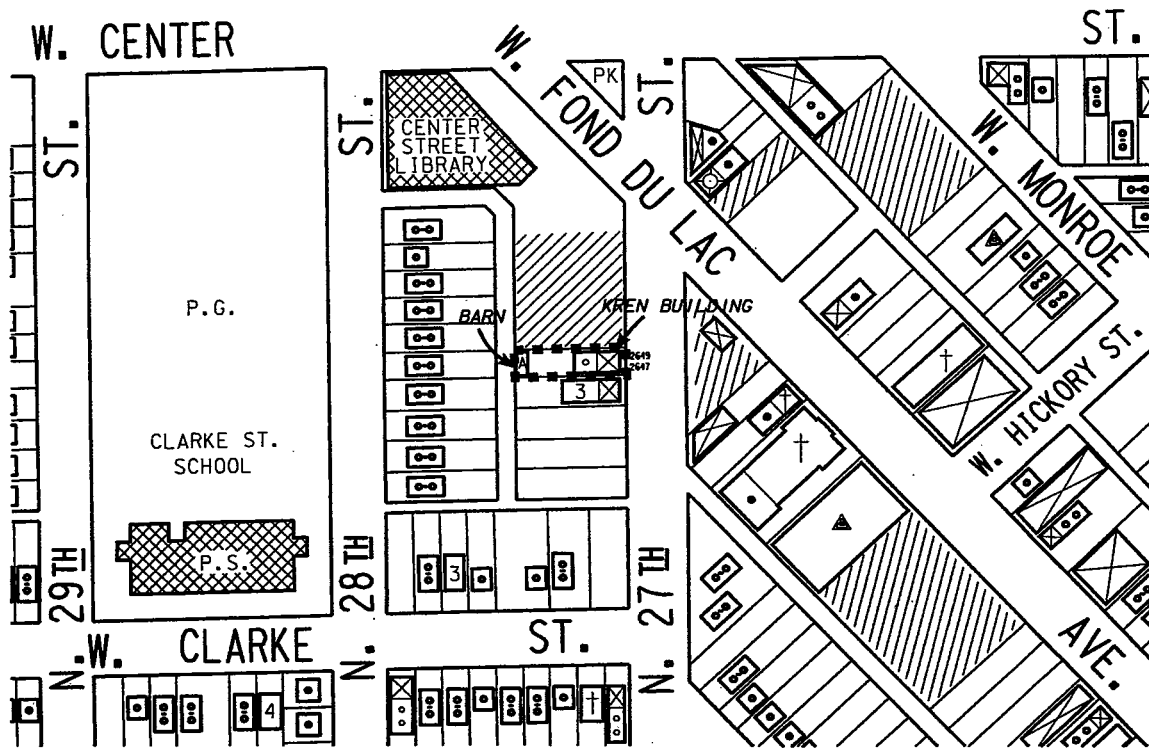 W. CENTER
ST.
W. FOND DU LAC
AVE.
PK
ST.
ST.
ST.
CENTER
STREET
LIBRARY
W. MONROE
P.G.
BARN
KREN BUILDING
A
2649
2647
3
W. HICKORY ST.
CLARKE ST.
SCHOOL
P.S.
3
N. 29TH
N. 28TH
N. 27TH
W. CLARKE
ST.
4